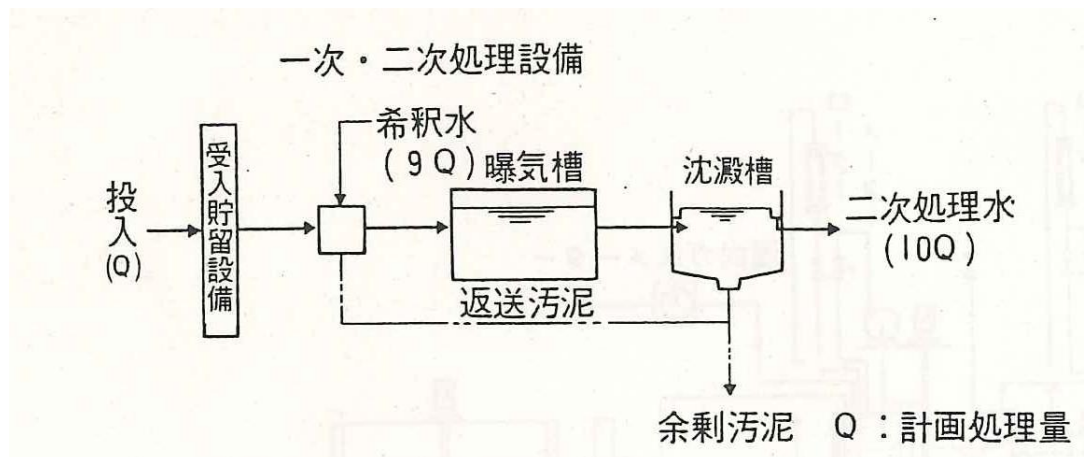 一次・二次処理設備
希釈水
(9Q)
曝気槽
沈澱槽
投入
(Q)
受入貯留設備
二次処理水
(10Q)
返送汚泥
余剰汚泥
Q：計画処理量